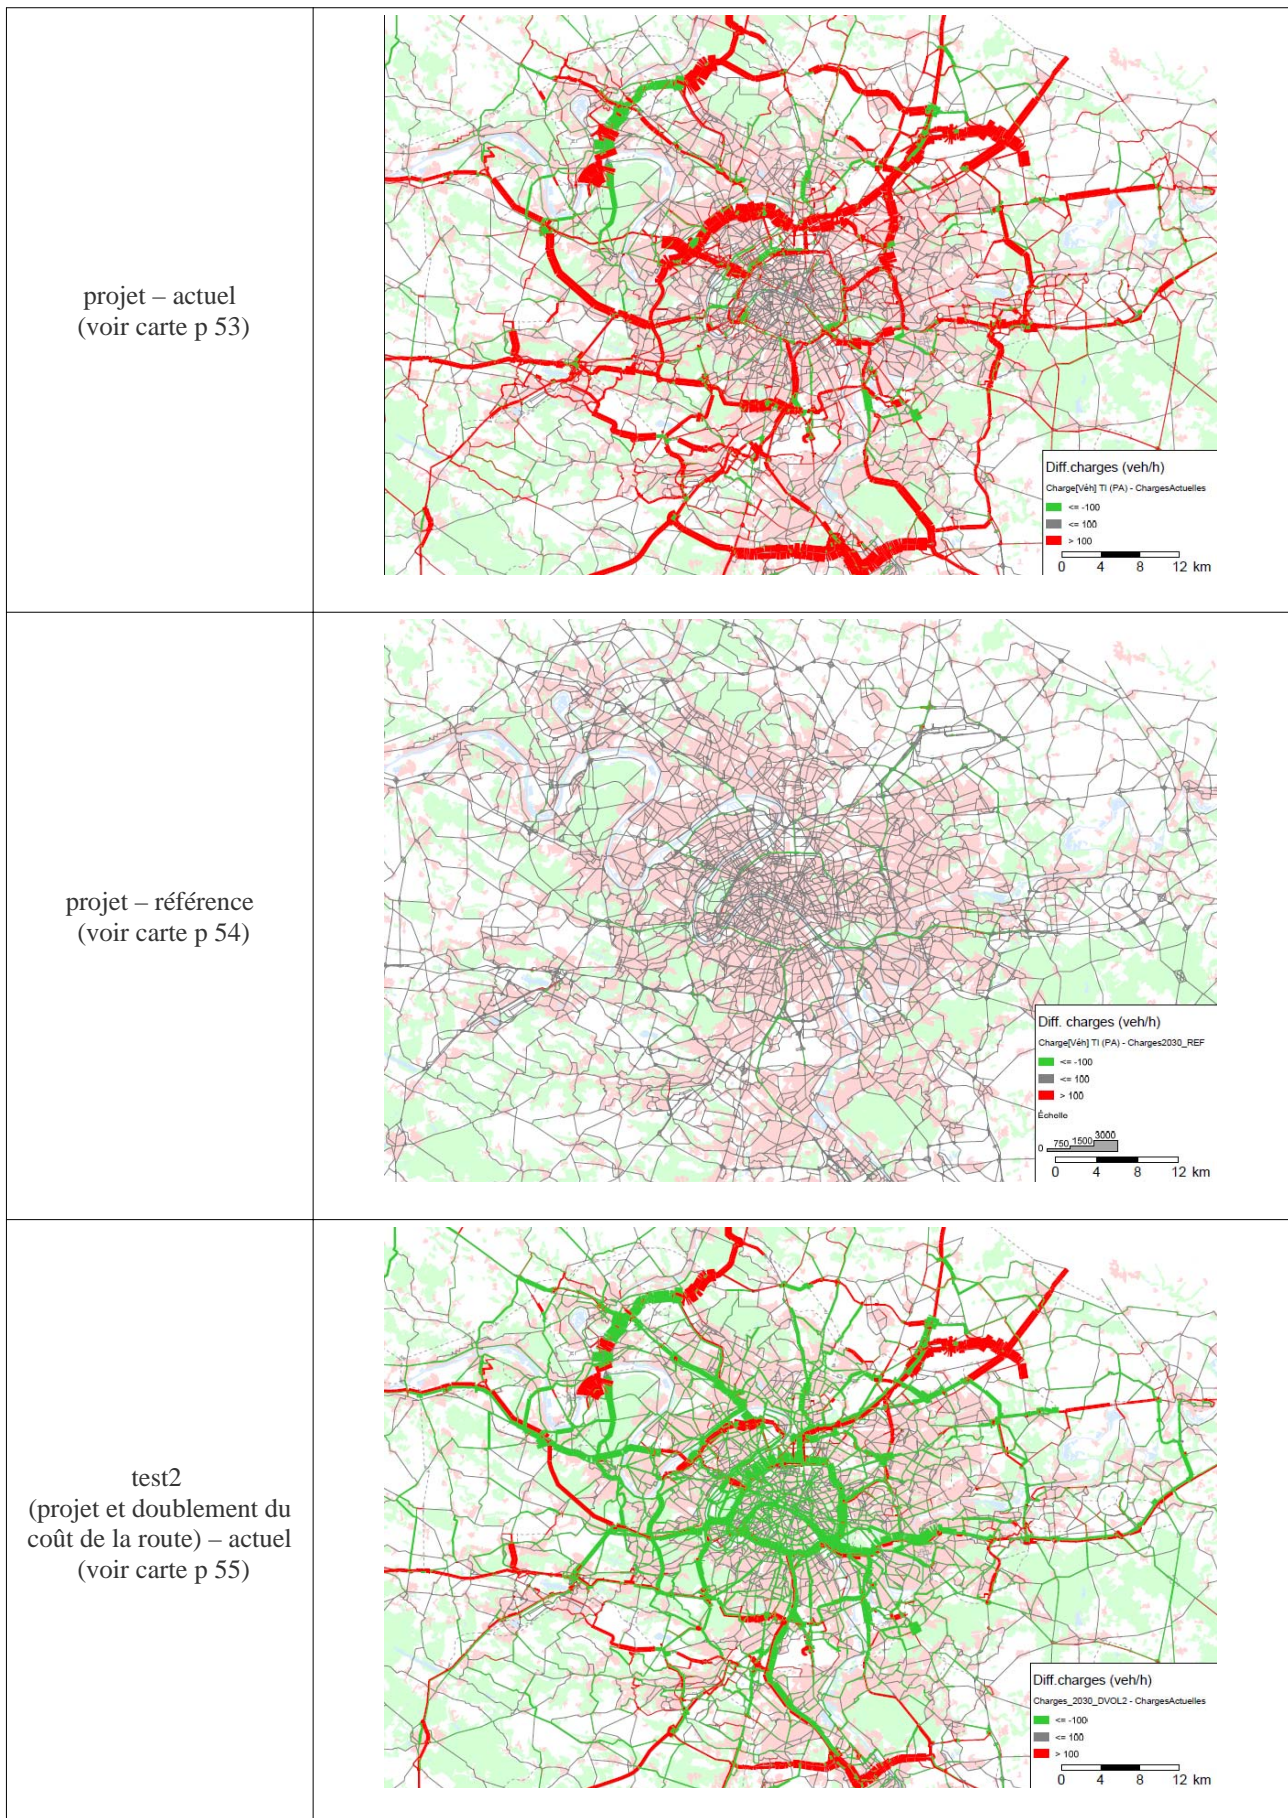 projet – actuel
(voir carte p 53)
Diff.charges (veh/h)
Charge[Véh] TI (PA) - ChargesActuelles
<= -100
<= 100
> 100
0 4 8 12 km
projet – référence
(voir carte p 54)
Diff. charges (veh/h)
Charge[Véh] TI (PA) - Charges2030_REF
<= -100
<= 100
> 100
Échelle
0 750 1500 3000
0 4 8 12 km
test2
(projet et doublement du
coût de la route) – actuel
(voir carte p 55)
Diff.charges (veh/h)
Charges_2030_DVOL2 - ChargesActuelles
<= -100
<= 100
> 100
0 4 8 12 km